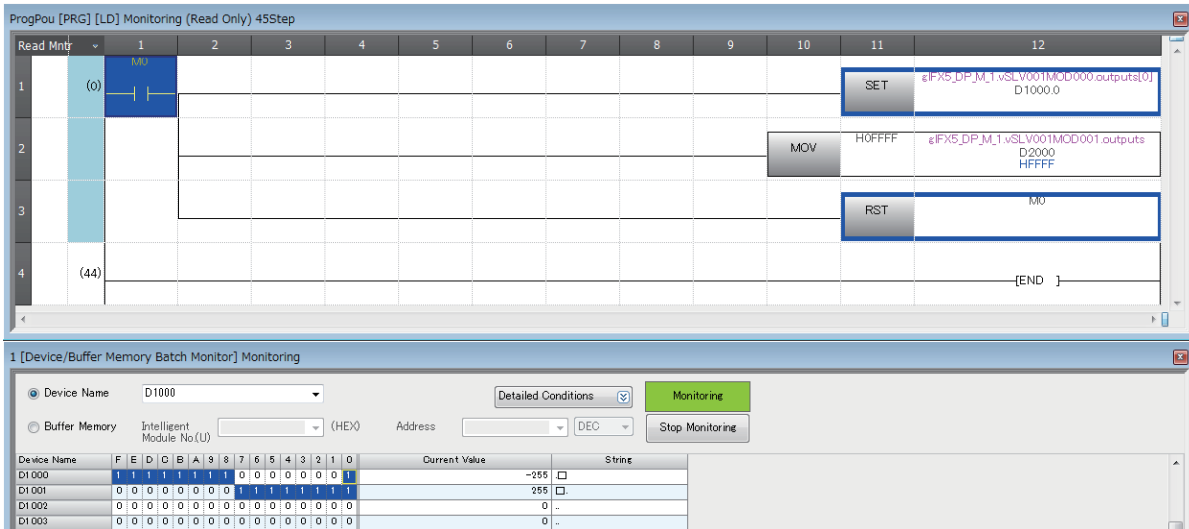 ProgPou [PRG] [LD] Monitoring (Read Only) 45Step
Read Mntr 1 2 3 4 5 6 7 8 9 10 11 12
1 (0) M0 SET gIFX5_DP_M_1.vSLV001MOD000.outputs[0]
D1000.0
2 MOV H0FFFF gIFX5_DP_M_1.vSLV001MOD001.outputs
D2000
HFFFF
3 RST M0
4 (44) [END ]
1 [Device/Buffer Memory Batch Monitor] Monitoring
Device Name D1000 Detailed Conditions Monitoring
Buffer Memory Intelligent Module No.(U) (HEX) Address DEC Stop Monitoring
Device Name F E D C B A 9 8 7 6 5 4 3 2 1 0 Current Value String
D1000 1 1 1 1 1 1 1 1 0 0 0 0 0 0 0 1 -255 .□
D1001 0 0 0 0 0 0 0 0 1 1 1 1 1 1 1 1 255 □.
D1002 0 0 0 0 0 0 0 0 0 0 0 0 0 0 0 0 0 ..
D1003 0 0 0 0 0 0 0 0 0 0 0 0 0 0 0 0 0 ..